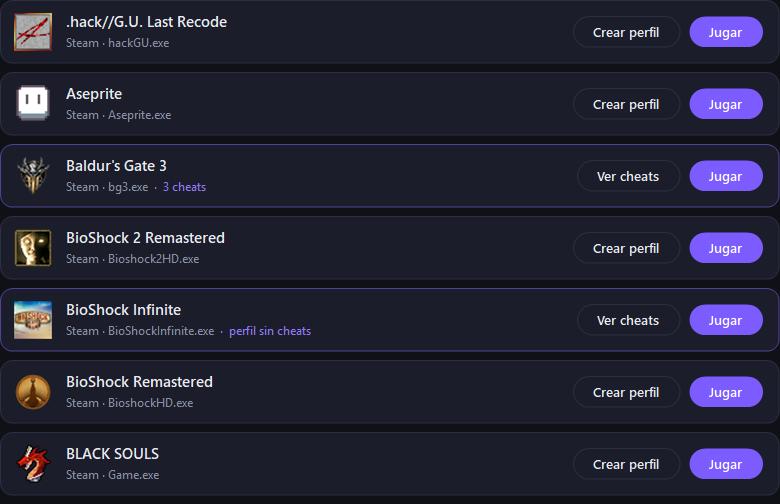 .hack//G.U. Last Recode
Steam · hackGU.exe
Crear perfil
Jugar
Aseprite
Steam · Aseprite.exe
Crear perfil
Jugar
Baldur's Gate 3
Steam · bg3.exe · 3 cheats
Ver cheats
Jugar
BioShock 2 Remastered
Steam · Bioshock2HD.exe
Crear perfil
Jugar
BioShock Infinite
Steam · BioShockInfinite.exe · perfil sin cheats
Ver cheats
Jugar
BioShock Remastered
Steam · BioshockHD.exe
Crear perfil
Jugar
BLACK SOULS
Steam · Game.exe
Crear perfil
Jugar